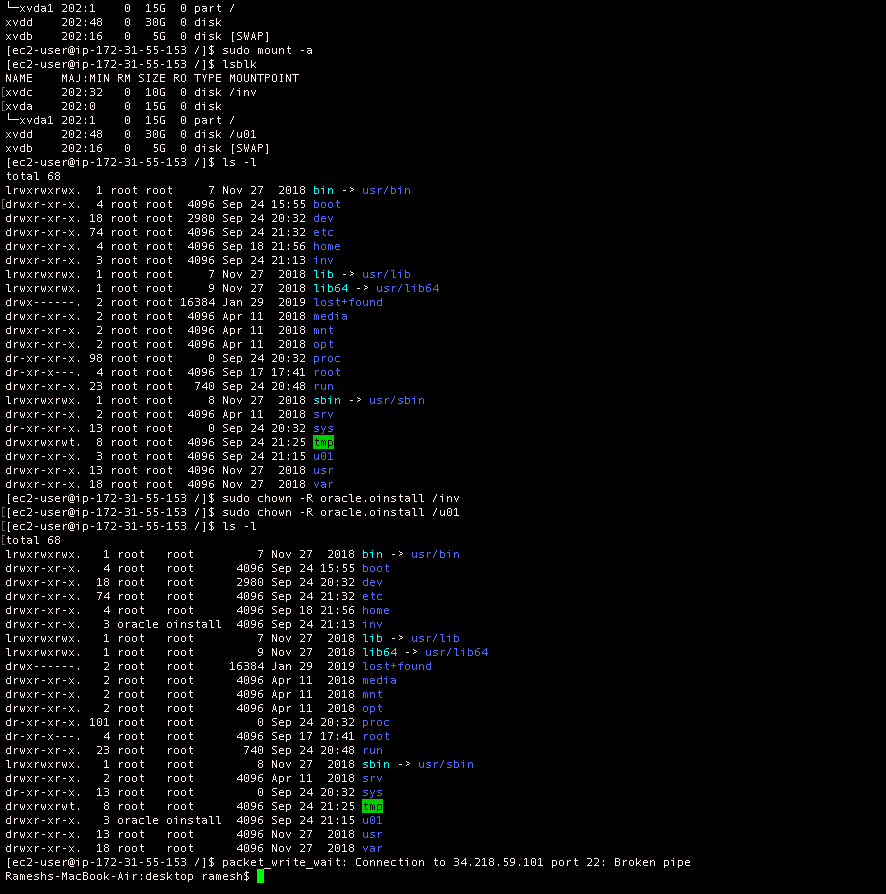 └─xvda1 202:1    0  15G  0 part /
xvdd    202:48   0  30G  0 disk
xvdb    202:16   0   5G  0 disk [SWAP]
[ec2-user@ip-172-31-55-153 /]$ sudo mount -a
[ec2-user@ip-172-31-55-153 /]$ lsblk
NAME    MAJ:MIN RM SIZE RO TYPE MOUNTPOINT
xvdc    202:32   0  10G  0 disk /inv
xvda    202:0    0  15G  0 disk
└─xvda1 202:1    0  15G  0 part /
xvdd    202:48   0  30G  0 disk /u01
xvdb    202:16   0   5G  0 disk [SWAP]
[ec2-user@ip-172-31-55-153 /]$ ls -l
total 68
lrwxrwxrwx.  1 root root     7 Nov 27  2018 bin -> usr/bin
drwxr-xr-x.  4 root root  4096 Sep 24 15:55 boot
drwxr-xr-x. 18 root root  2980 Sep 24 20:32 dev
drwxr-xr-x. 74 root root  4096 Sep 24 21:32 etc
drwxr-xr-x.  4 root root  4096 Sep 18 21:56 home
drwxr-xr-x.  3 root root  4096 Sep 24 21:13 inv
lrwxrwxrwx.  1 root root     7 Nov 27  2018 lib -> usr/lib
lrwxrwxrwx.  1 root root     9 Nov 27  2018 lib64 -> usr/lib64
drwx------.  2 root root 16384 Jan 29  2019 lost+found
drwxr-xr-x.  2 root root  4096 Apr 11  2018 media
drwxr-xr-x.  2 root root  4096 Apr 11  2018 mnt
drwxr-xr-x.  2 root root  4096 Apr 11  2018 opt
dr-xr-xr-x. 98 root root     0 Sep 24 20:32 proc
dr-xr-x---.  4 root root  4096 Sep 17 17:41 root
drwxr-xr-x. 23 root root   740 Sep 24 20:48 run
lrwxrwxrwx.  1 root root     8 Nov 27  2018 sbin -> usr/sbin
drwxr-xr-x.  2 root root  4096 Apr 11  2018 srv
dr-xr-xr-x. 13 root root     0 Sep 24 20:32 sys
drwxrwxrwt.  8 root root  4096 Sep 24 21:25 tmp
drwxr-xr-x.  3 root root  4096 Sep 24 21:15 u01
drwxr-xr-x. 13 root root  4096 Nov 27  2018 usr
drwxr-xr-x. 18 root root  4096 Nov 27  2018 var
[ec2-user@ip-172-31-55-153 /]$ sudo chown -R oracle.oinstall /inv
[[ec2-user@ip-172-31-55-153 /]$ sudo chown -R oracle.oinstall /u01
[[ec2-user@ip-172-31-55-153 /]$ ls -l
total 68
lrwxrwxrwx.   1 root   root         7 Nov 27  2018 bin -> usr/bin
drwxr-xr-x.   4 root   root      4096 Sep 24 15:55 boot
drwxr-xr-x.  18 root   root      2980 Sep 24 20:32 dev
drwxr-xr-x.  74 root   root      4096 Sep 24 21:32 etc
drwxr-xr-x.   4 root   root      4096 Sep 18 21:56 home
drwxr-xr-x.   3 oracle oinstall  4096 Sep 24 21:13 inv
lrwxrwxrwx.   1 root   root         7 Nov 27  2018 lib -> usr/lib
lrwxrwxrwx.   1 root   root         9 Nov 27  2018 lib64 -> usr/lib64
drwx------.   2 root   root     16384 Jan 29  2019 lost+found
drwxr-xr-x.   2 root   root      4096 Apr 11  2018 media
drwxr-xr-x.   2 root   root      4096 Apr 11  2018 mnt
drwxr-xr-x.   2 root   root      4096 Apr 11  2018 opt
dr-xr-xr-x. 101 root   root         0 Sep 24 20:32 proc
dr-xr-x---.   4 root   root      4096 Sep 17 17:41 root
drwxr-xr-x.  23 root   root       740 Sep 24 20:48 run
lrwxrwxrwx.   1 root   root         8 Nov 27  2018 sbin -> usr/sbin
drwxr-xr-x.   2 root   root      4096 Apr 11  2018 srv
dr-xr-xr-x.  13 root   root         0 Sep 24 20:32 sys
drwxrwxrwt.   8 root   root      4096 Sep 24 21:25 tmp
drwxr-xr-x.   3 oracle oinstall  4096 Sep 24 21:15 u01
drwxr-xr-x.  13 root   root      4096 Nov 27  2018 usr
drwxr-xr-x.  18 root   root      4096 Nov 27  2018 var
[ec2-user@ip-172-31-55-153 /]$ packet_write_wait: Connection to 34.218.59.101 port 22: Broken pipe
Rameshs-MacBook-Air:desktop ramesh$